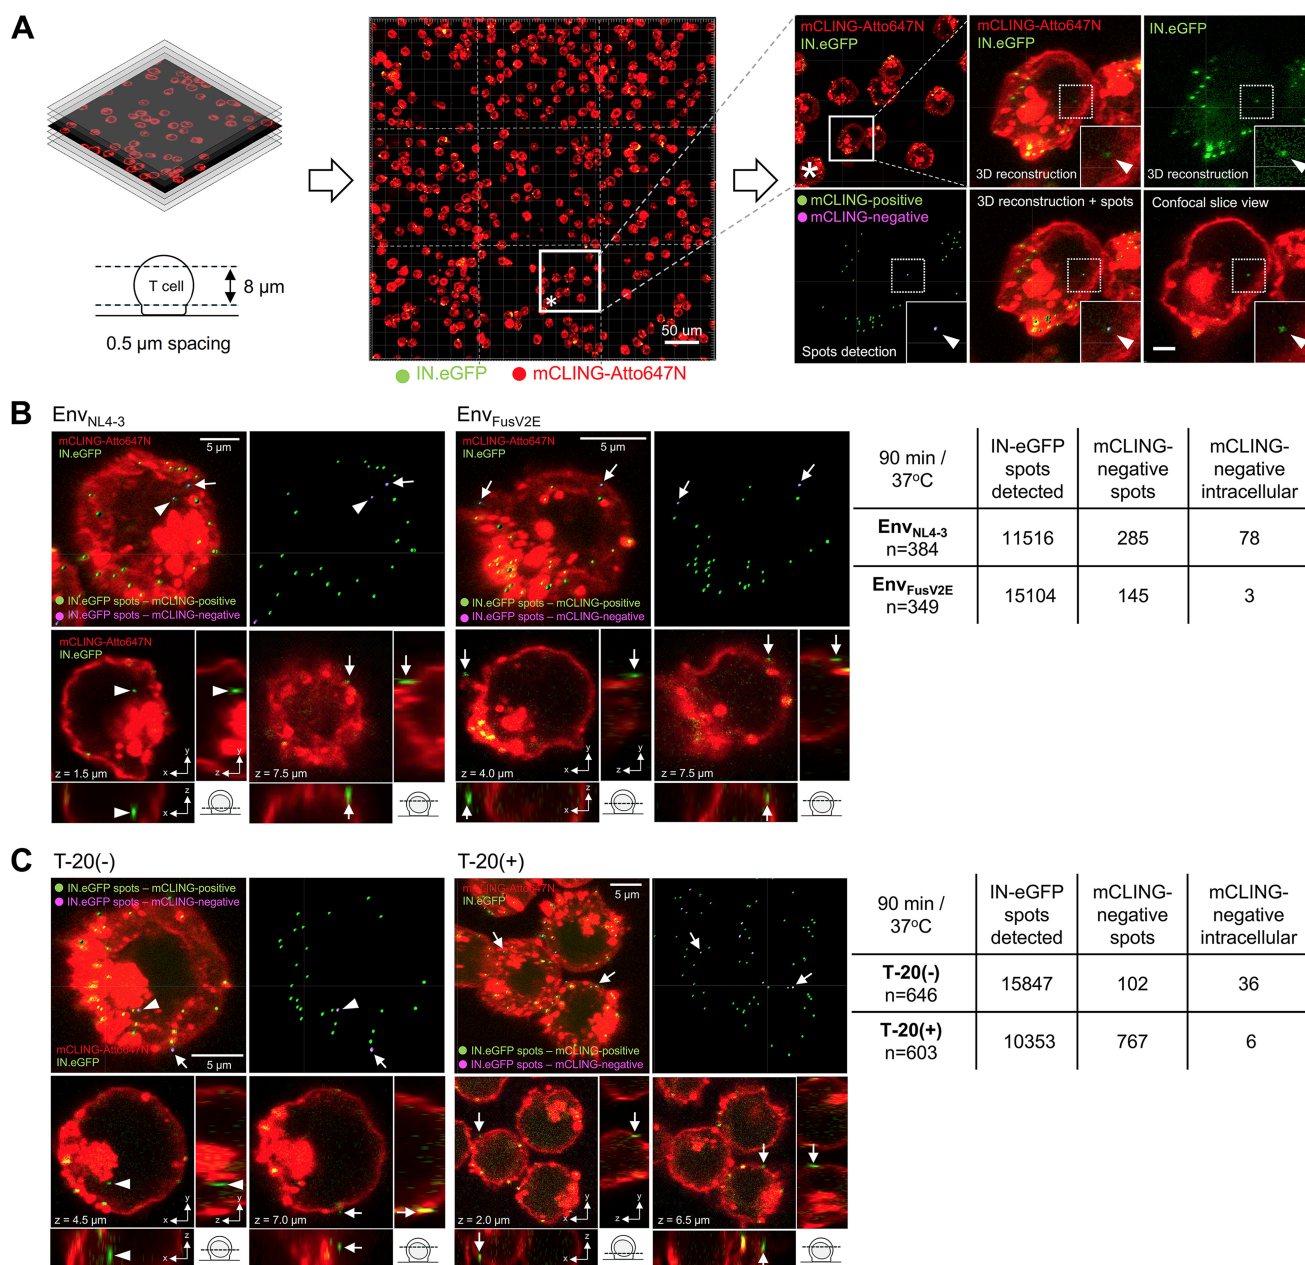 A
T cell
8 µm
0.5 µm spacing
50 um
IN.eGFP
mCLING-Atto647N
mCLING-Atto647N
IN.eGFP
*
mCLING-Atto647N
IN.eGFP
3D reconstruction
IN.eGFP
3D reconstruction
mCLING-positive
mCLING-negative
Spots detection
3D reconstruction + spots
Confocal slice view
*
B
EnvNL4-3
mCLING-Atto647N
IN.eGFP
5 µm
IN.eGFP spots – mCLING-positive
IN.eGFP spots – mCLING-negative
mCLING-Atto647N
IN.eGFP
z = 1.5 µm
y
x
y
z
z
x
z = 7.5 µm
EnvFusV2E
mCLING-Atto647N
IN.eGFP
5 µm
IN.eGFP spots – mCLING-positive
IN.eGFP spots – mCLING-negative
mCLING-Atto647N
IN.eGFP
z = 4.0 µm
y
x
y
z
z
x
z = 7.5 µm
90 min /
37oC
IN-eGFP
spots
detected
mCLING-
negative
spots
mCLING-
negative
intracellular
EnvNL4-3
n=384
11516
285
78
EnvFusV2E
n=349
15104
145
3
C
T-20(-)
IN.eGFP spots – mCLING-positive
IN.eGFP spots – mCLING-negative
mCLING-Atto647N
IN.eGFP
5 µm
z = 4.5 µm
y
x
y
z
z
x
z = 7.0 µm
T-20(+)
mCLING-Atto647N
IN.eGFP
5 µm
IN.eGFP spots – mCLING-positive
IN.eGFP spots – mCLING-negative
z = 2.0 µm
y
x
y
z
z
x
z = 6.5 µm
90 min /
37oC
IN-eGFP
spots
detected
mCLING-
negative
spots
mCLING-
negative
intracellular
T-20(-)
n=646
15847
102
36
T-20(+)
n=603
10353
767
6